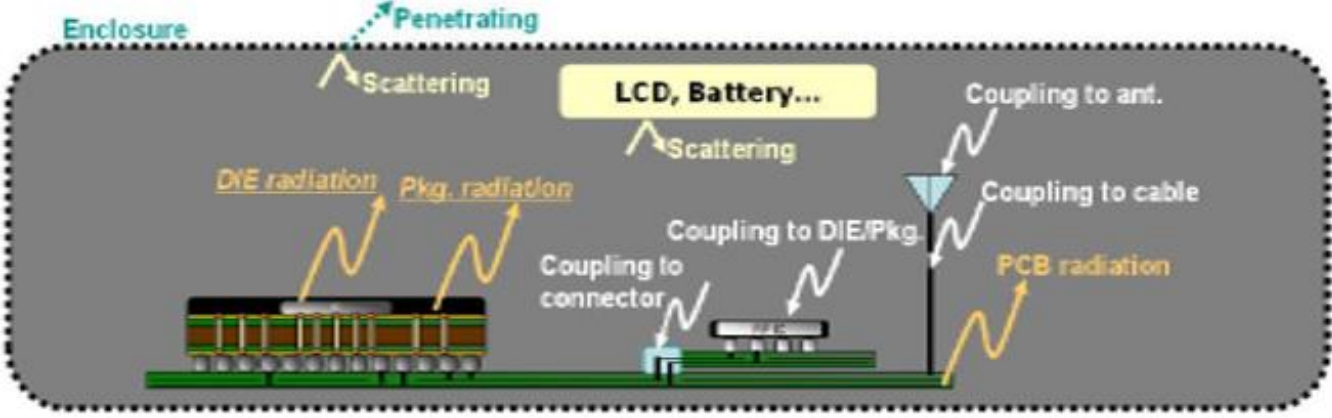 Enclosure
Penetrating
Scattering
LCD, Battery...
Scattering
Coupling to ant.
DIE radiation
Pkg. radiation
Coupling to cable
Coupling to DIE/Pkg.
Coupling to
connector
PCB radiation